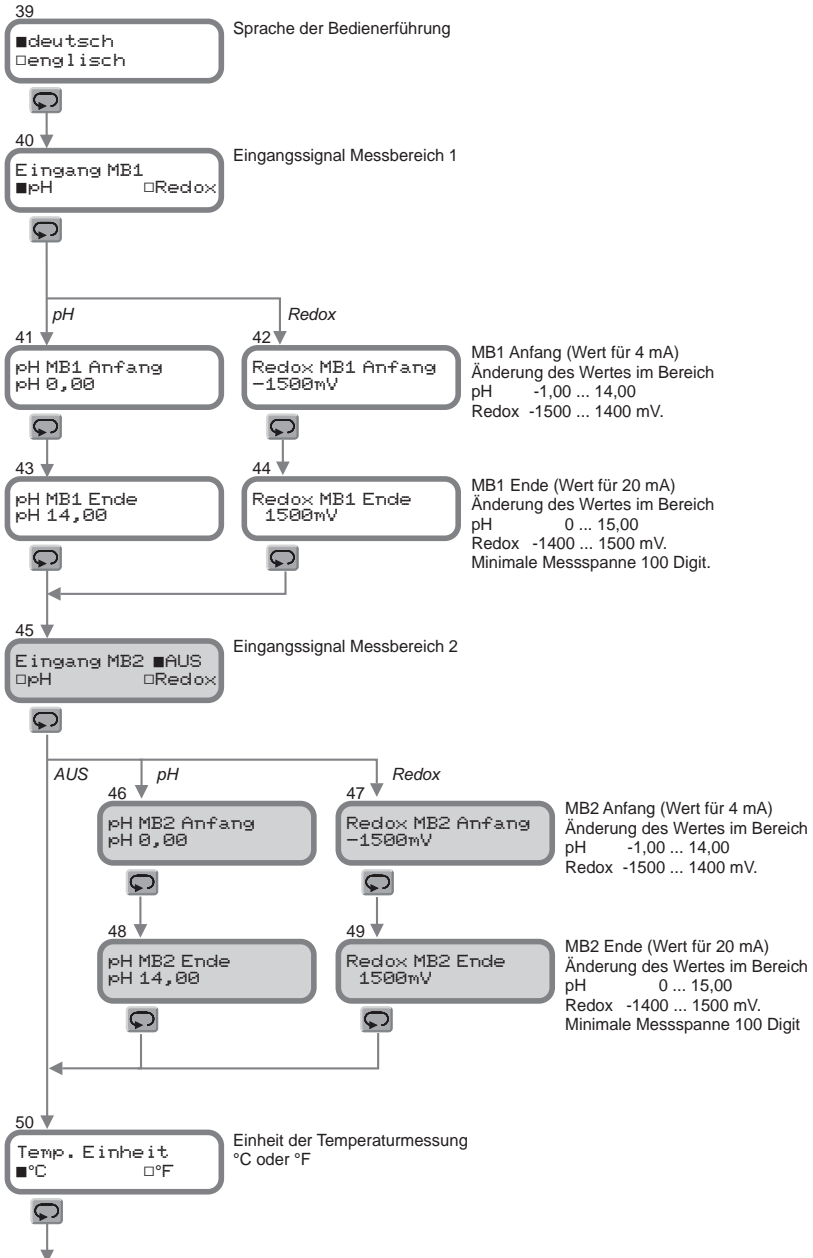 39
■deutsch
□englisch
Sprache der Bedienerführung
40
Eingang MB1
■pH □Redox
Eingangssignal Messbereich 1
pH
Redox
41
pH MB1 Anfang
pH 0,00
42
Redox MB1 Anfang
-1500mV
MB1 Anfang (Wert für 4 mA)
Änderung des Wertes im Bereich
pH -1,00 ... 14,00
Redox -1500 ... 1400 mV.
43
pH MB1 Ende
pH 14,00
44
Redox MB1 Ende
1500mV
MB1 Ende (Wert für 20 mA)
Änderung des Wertes im Bereich
pH 0 ... 15,00
Redox -1400 ... 1500 mV.
Minimale Messspanne 100 Digit.
45
Eingang MB2 ■AUS
□pH □Redox
Eingangssignal Messbereich 2
AUS
pH
Redox
46
pH MB2 Anfang
pH 0,00
47
Redox MB2 Anfang
-1500mV
MB2 Anfang (Wert für 4 mA)
Änderung des Wertes im Bereich
pH -1,00 ... 14,00
Redox -1500 ... 1400 mV.
48
pH MB2 Ende
pH 14,00
49
Redox MB2 Ende
1500mV
MB2 Ende (Wert für 20 mA)
Änderung des Wertes im Bereich
pH 0 ... 15,00
Redox -1400 ... 1500 mV.
Minimale Messspanne 100 Digit
50
Temp. Einheit
■°C □°F
Einheit der Temperaturmessung
°C oder °F